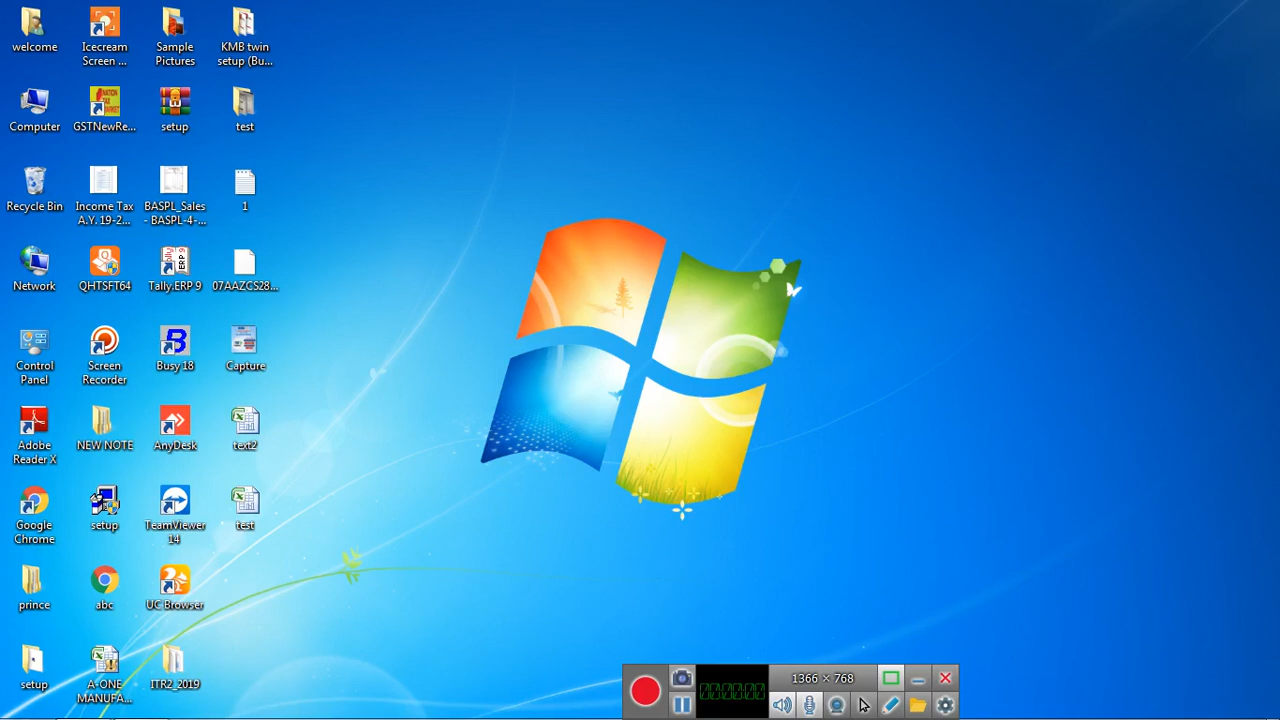 welcome
Icecream
Screen ...
Sample
Pictures
KMB twin
setup (Bu...
Computer
GSTNewRe...
setup
test
Recycle Bin
Income Tax
A.Y. 19-2...
BASPL_Sales
- BASPL-4-...
1
Network
QHTSFT64
Tally.ERP 9
07AAZCS28...
Control
Panel
Screen
Recorder
Busy 18
Capture
Adobe
Reader X
NEW NOTE
AnyDesk
text2
Google
Chrome
setup
TeamViewer
14
test
prince
abc
UC Browser
setup
A-ONE
MANUFA...
ITR2_2019
1366 × 768